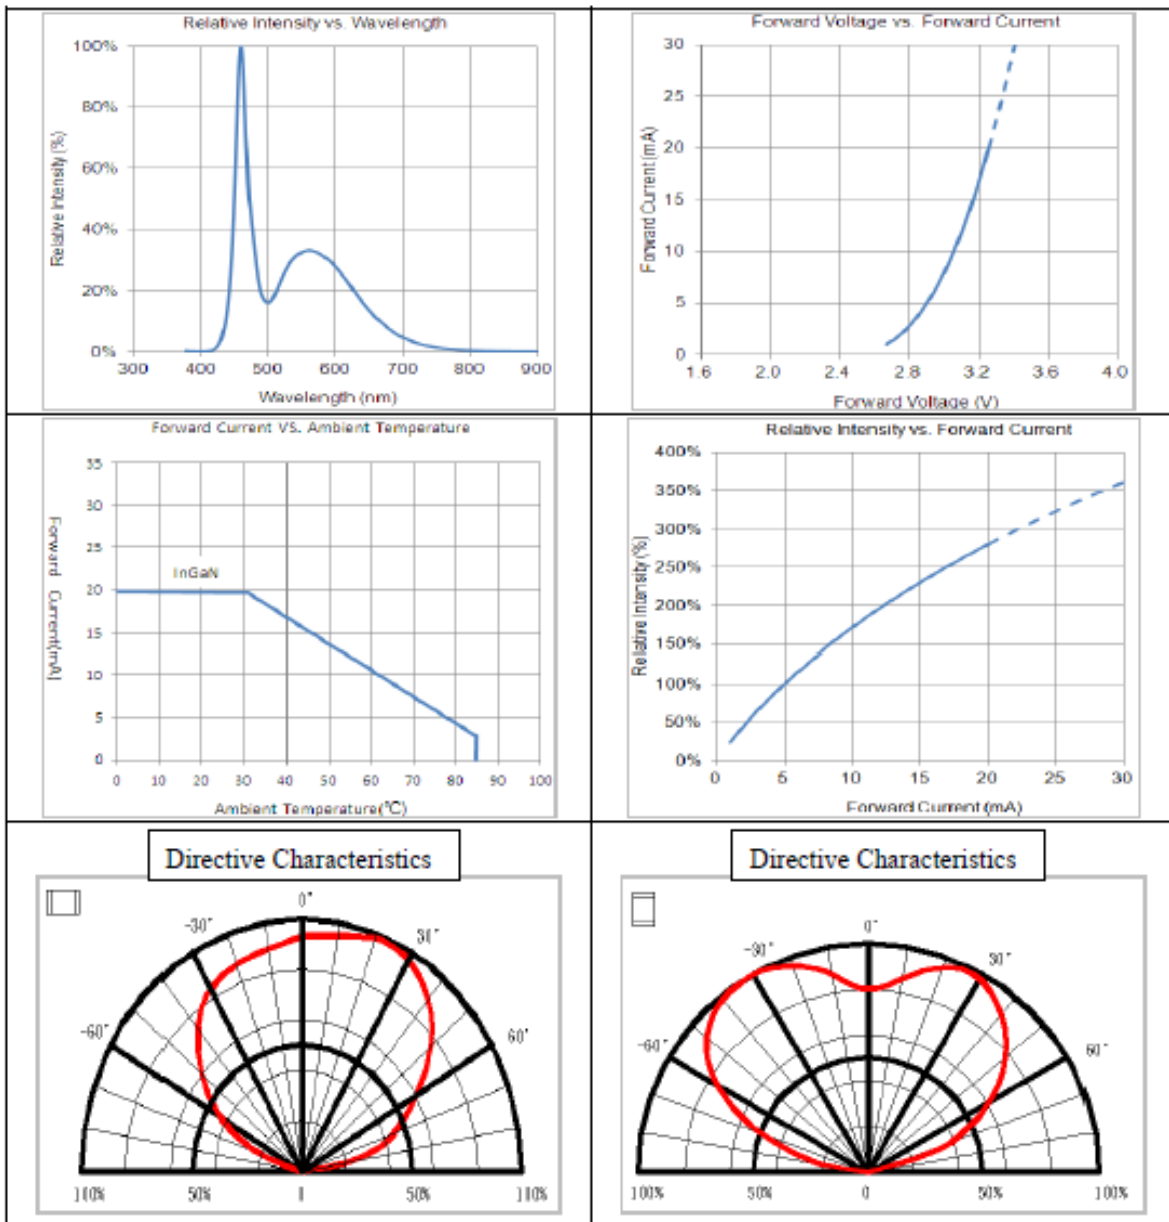 Relative Intensity vs. Wavelength
Relative Intensity (%)
100%
80%
60%
40%
20%
0%
300 400 500 600 700 800 900
Wavelength (nm)
Forward Voltage vs. Forward Current
Forward Current (mA)
30
25
20
15
10
5
0
1.6 2.0 2.4 2.8 3.2 3.6 4.0
Forward Voltage (V)
Forward Current VS. Ambient Temperature
Forward Current(mA)
35
30
25
InGaN
20
15
10
5
0
0 10 20 30 40 50 60 70 80 90 100
Ambient Temperature(℃)
Relative Intensity vs. Forward Current
Relative Intensity(%)
400%
350%
300%
250%
200%
150%
100%
50%
0%
0 5 10 15 20 25 30
Forward Current (mA)
Directive Characteristics
0°
-30° 30°
-60° 60°
100% 50% 0 50% 100%
Directive Characteristics
0°
-30° 30°
-60° 60°
100% 50% 0 50% 100%